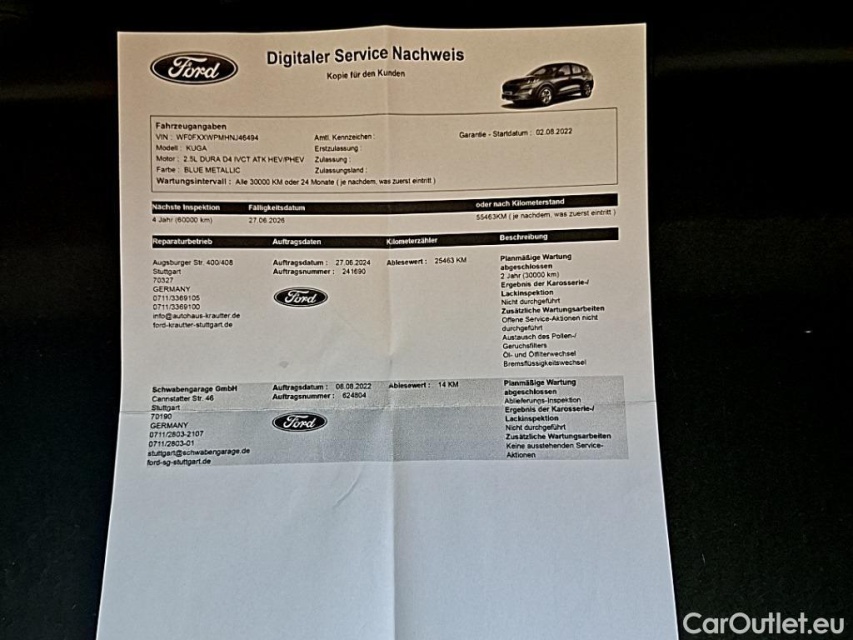 Ford
Digitaler Service Nachweis
Kopie für den Kunden
Fahrzeugangaben
VIN : WF0FXXWPMHNJ46494
Amtl. Kennzeichen :
Garantie - Startdatum : 02.08.2022
Modell : KUGA
Erstzulassung :
Motor : 2.5L DURA D4 IVCT ATK HEV/PHEV
Zulassung :
Farbe : BLUE METALLIC
Zulassungsland :
Wartungsintervall : Alle 30000 KM oder 24 Monate ( je nachdem, was zuerst eintritt )
Nächste Inspektion Fälligkeitsdatum oder nach Kilometerstand
4 Jahr (60000 km) 27.06.2026 55463KM ( je nachdem, was zuerst eintritt )
Reparaturbetrieb Auftragsdaten Kilometerzähler Beschreibung
Augsburger Str. 400/408
Stuttgart
70327
GERMANY
0711/3369105
0711/3369100
info@autohaus-krautter.de
ford-krautter-stuttgart.de
Auftragsdatum : 27.06.2024
Auftragsnummer : 241690
Ford
Ablesewert : 25463 KM
Planmäßige Wartung
abgeschlossen
2 Jahr (30000 km)
Ergebnis der Karosserie-/
Lackinspektion
Nicht durchgeführt
Zusätzliche Wartungsarbeiten
Offene Service-Aktionen nicht
durchgeführt
Austausch des Pollen-/
Geruchsfilters
Öl- und Ölfilterwechsel
Bremsflüssigkeitswechsel
Schwabengarage GmbH
Cannstatter Str. 46
Stuttgart
70190
GERMANY
0711/2803-2107
0711/2803-01
stuttgart@schwabengarage.de
ford-sg-stuttgart.de
Auftragsdatum : 08.08.2022
Auftragsnummer : 624804
Ford
Ablesewert : 14 KM
Planmäßige Wartung
abgeschlossen
Ablieferungs-Inspektion
Ergebnis der Karosserie-/
Lackinspektion
Nicht durchgeführt
Zusätzliche Wartungsarbeiten
Keine ausstehenden Service-
Aktionen
CarOutlet.eu